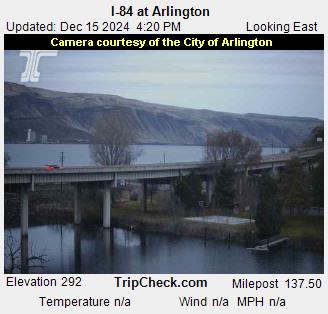 I-84 at Arlington
Updated: Dec 15 2024 4:20 PM Looking East
Camera courtesy of the City of Arlington
Elevation 292 TripCheck.com Milepost 137.50
Temperature n/a Wind n/a MPH n/a